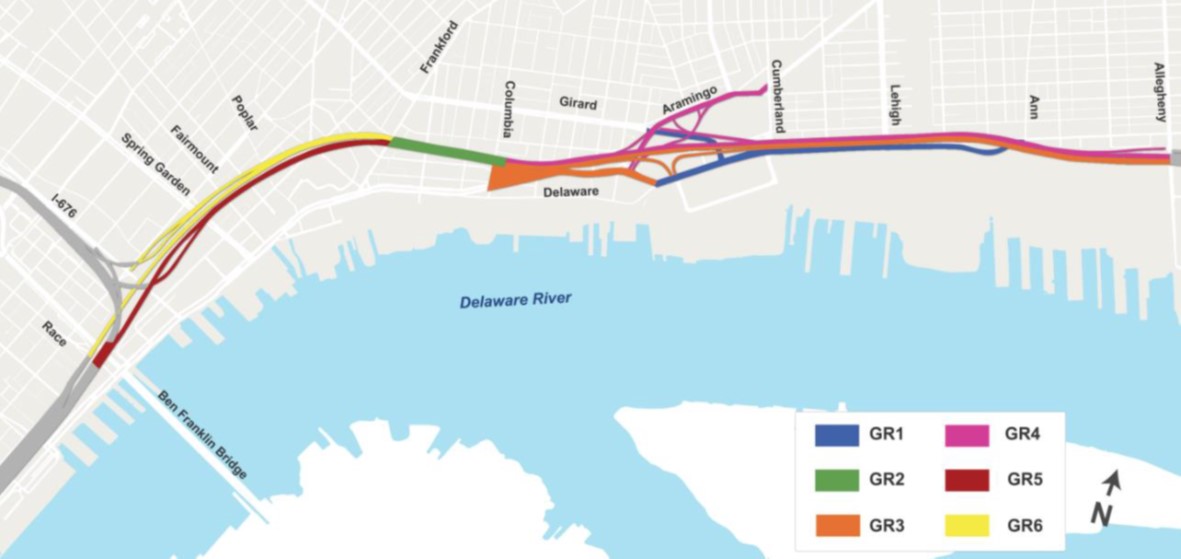 Frankford
Poplar
Fairmount
Spring Garden
I-676
Race
Columbia
Girard
Aramingo
Cumberland
Lehigh
Ann
Allegheny
Delaware
Delaware River
Ben Franklin Bridge
GR1
GR4
GR2
GR5
GR3
GR6
N